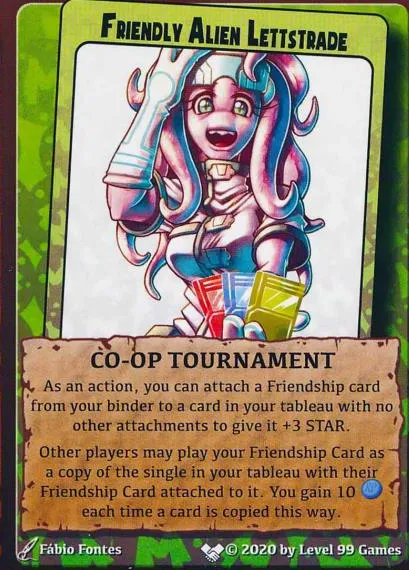 FRIENDLY ALIEN LETTSTRADE
CO-OP TOURNAMENT
As an action, you can attach a Friendship card
from your binder to a card in your tableau with no
other attachments to give it +3 STAR.
Other players may play your Friendship Card as
a copy of the single in your tableau with their
Friendship Card attached to it. You gain 10 AP
each time a card is copied this way.
Fábio Fontes
© 2020 by Level 99 Games